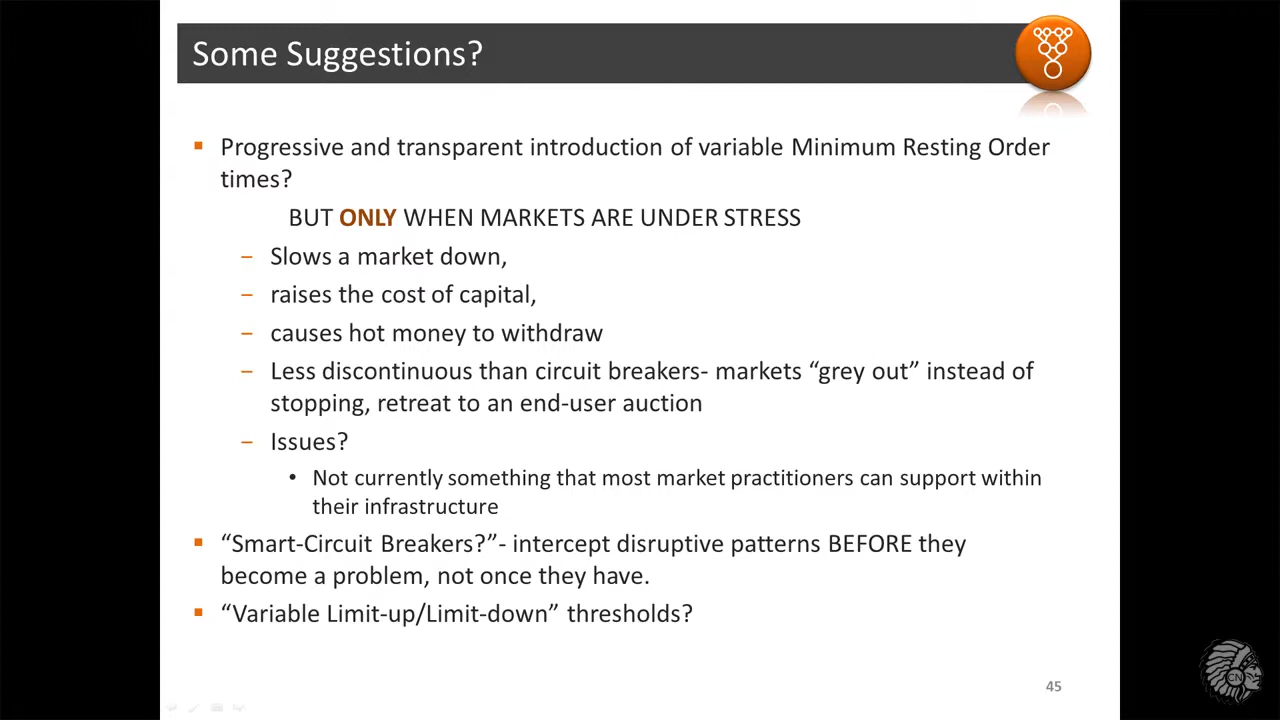 Some Suggestions?
▪ Progressive and transparent introduction of variable Minimum Resting Order
times?
BUT ONLY WHEN MARKETS ARE UNDER STRESS
− Slows a market down,
− raises the cost of capital,
− causes hot money to withdraw
− Less discontinuous than circuit breakers- markets “grey out” instead of
stopping, retreat to an end-user auction
− Issues?
• Not currently something that most market practitioners can support within
their infrastructure
▪ “Smart-Circuit Breakers?”- intercept disruptive patterns BEFORE they
become a problem, not once they have.
▪ “Variable Limit-up/Limit-down” thresholds?
45
CN